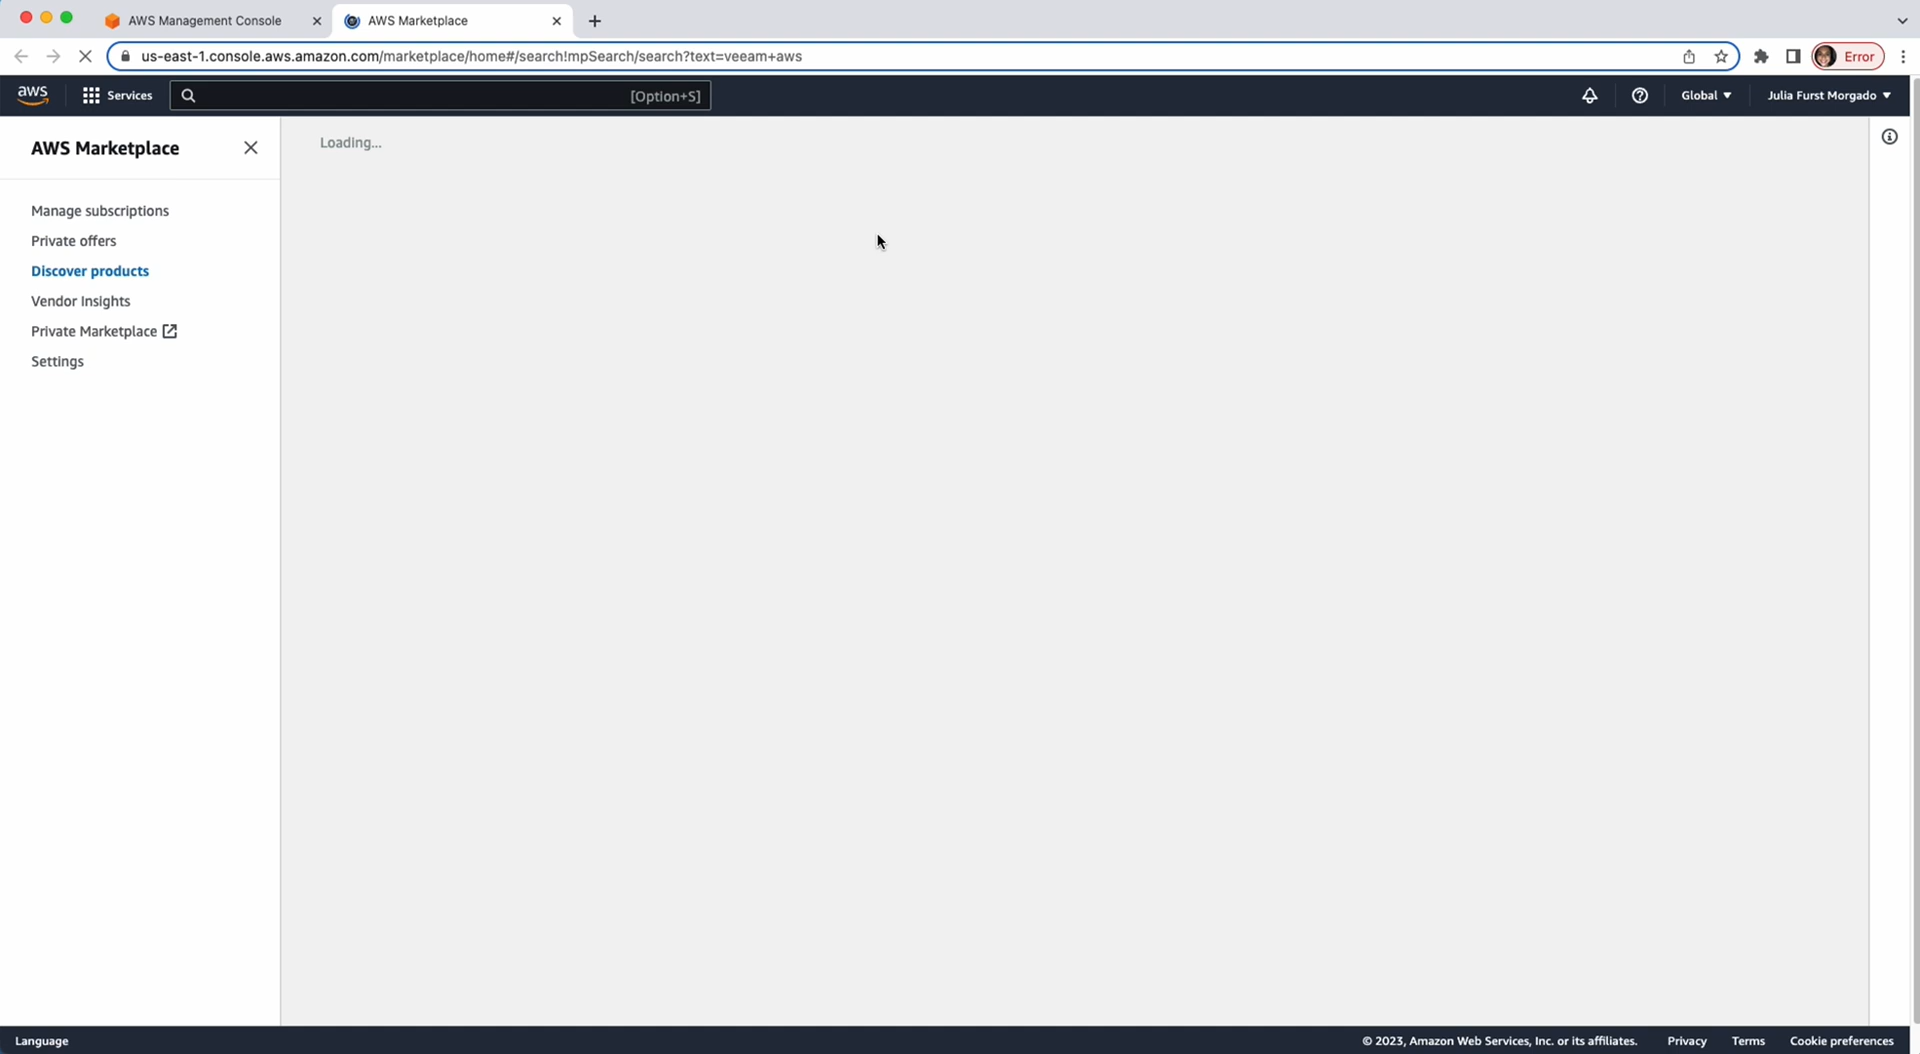 AWS Management Console
AWS Marketplace
us-east-1.console.aws.amazon.com/marketplace/home#/search!mpSearch/search?text=veeam+aws
Error
aws
Services
[Option+S]
Global
Julia Furst Morgado
AWS Marketplace
Loading...
Manage subscriptions
Private offers
Discover products
Vendor Insights
Private Marketplace
Settings
Language
© 2023, Amazon Web Services, Inc. or its affiliates.
Privacy
Terms
Cookie preferences